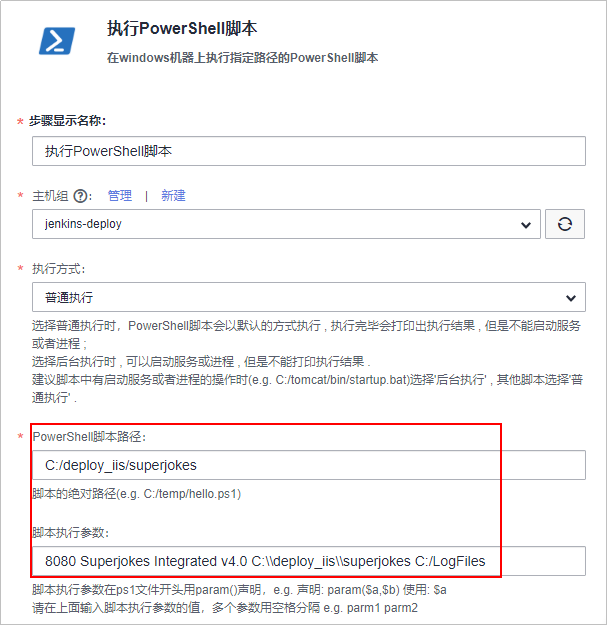 执行PowerShell脚本
在windows机器上执行指定路径的PowerShell脚本
* 步骤显示名称：
执行PowerShell脚本
* 主机组 ?： 管理 | 新建
jenkins-deploy
* 执行方式：
普通执行
选择普通执行时，PowerShell脚本会以默认的方式执行 , 执行完毕会打印出执行结果 , 但是不能启动服务
或者进程 ;
选择后台执行时 , 可以启动服务或进程 , 但是不能打印执行结果 .
建议脚本中有启动服务或者进程的操作时(e.g. C:/tomcat/bin/startup.bat)选择'后台执行' , 其他脚本选择'普
通执行' .
* PowerShell脚本路径：
C:/deploy_iis/superjokes
脚本的绝对路径(e.g. C:/temp/hello.ps1)
脚本执行参数：
8080 Superjokes Integrated v4.0 C:\\deploy_iis\\superjokes C:/LogFiles
脚本执行参数在ps1文件开头用param()声明，e.g. 声明: param($a,$b) 使用: $a
请在上面输入脚本执行参数的值，多个参数用空格分隔 e.g. parm1 parm2